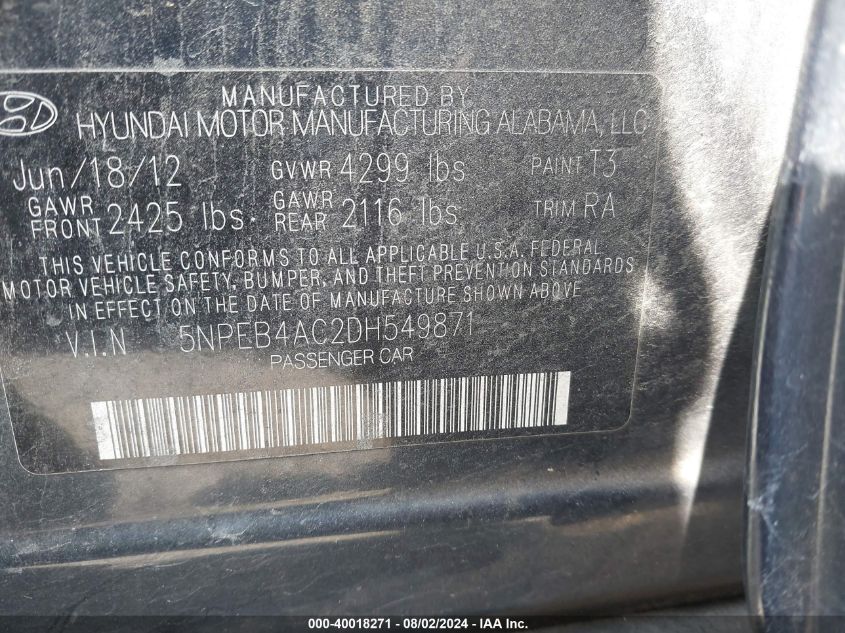 MANUFACTURED BY
HYUNDAI MOTOR MANUFACTURING ALABAMA, LLC
Jun/18/12 GVWR 4299 lbs PAINT T3
GAWR FRONT 2425 lbs. GAWR REAR 2116 lbs TRIM RA
THIS VEHICLE CONFORMS TO ALL APPLICABLE U.S.A. FEDERAL
MOTOR VEHICLE SAFETY, BUMPER, AND THEFT PREVENTION STANDARDS
IN EFFECT ON THE DATE OF MANUFACTURE SHOWN ABOVE
V.I.N 5NPEB4AC2DH549871
PASSENGER CAR
000-40018271 - 08/02/2024 - IAA Inc.